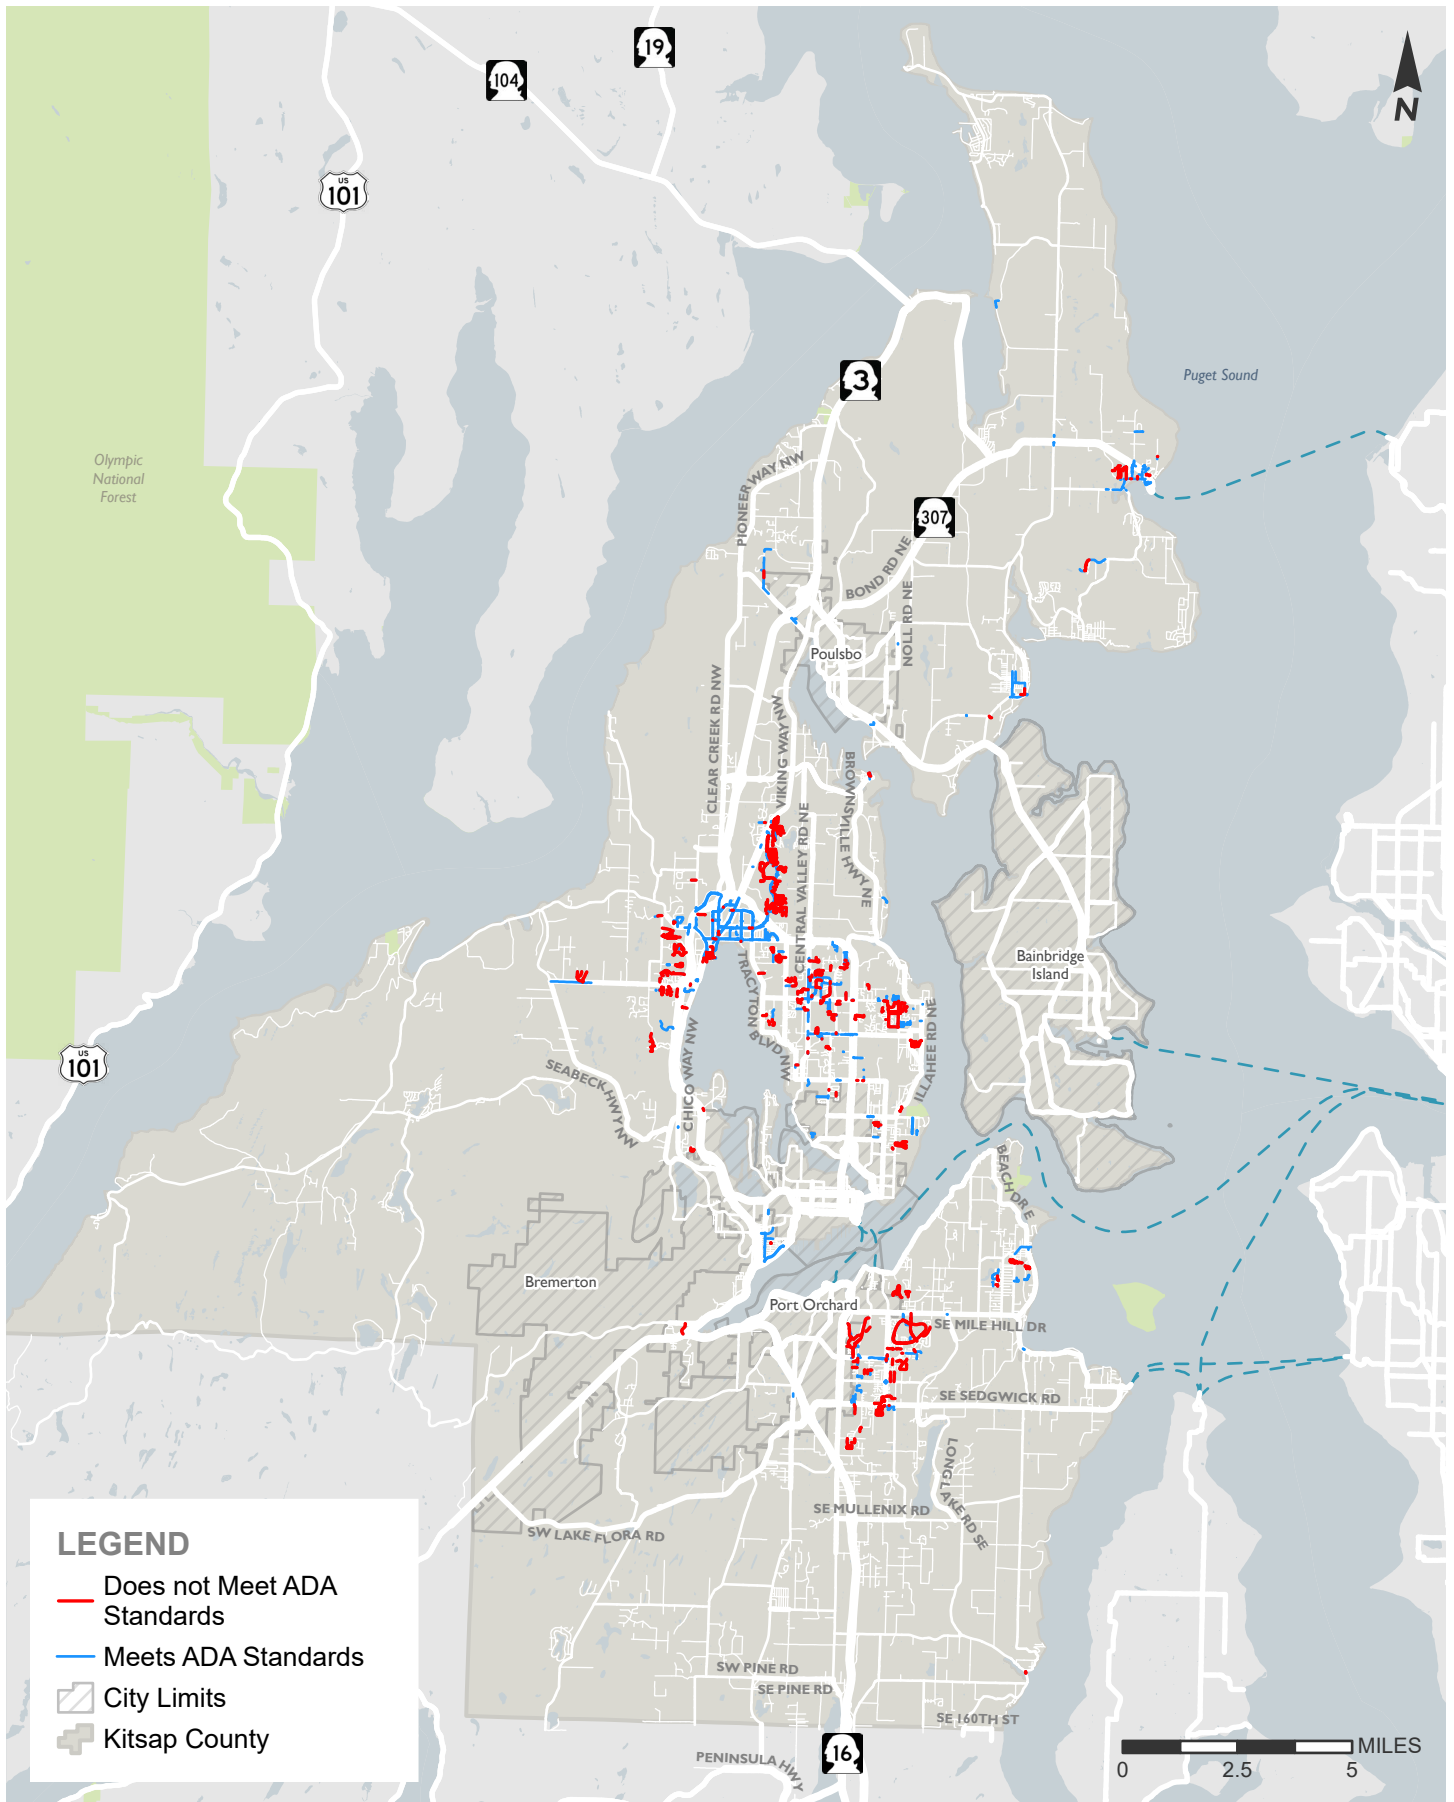 19
104
N
US
101
Puget Sound
3
Olympic
National
Forest
PIONEER WAY NW
307
BOND RD NE
NOLL RD NE
Poulsbo
CLEAR CREEK RD NW
VIKING WAY NW
BROWNSVILLE HWY NE
CENTRAL VALLEY RD NE
Bainbridge
Island
TRACYTON BLVD NW
ILLAHEE RD NE
CHICO WAY NW
US
101
SEABECK HWY NW
BEACH DR E
Bremerton
Port Orchard
SE MILE HILL DR
SE SEDGWICK RD
LONG LAKE RD SE
SE MULLENIX RD
SW LAKE FLORA RD
LEGEND
Does not Meet ADA
Standards
Meets ADA Standards
City Limits
Kitsap County
SW PINE RD
SE PINE RD
SE 160TH ST
16
PENINSULA HWY
MILES
0 2.5 5